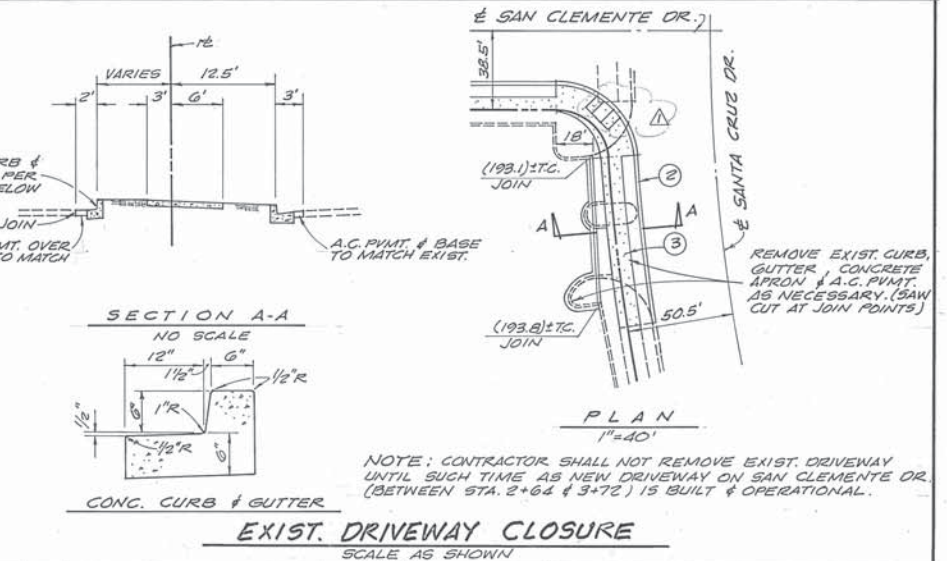 ℄ SAN CLEMENTE DR.
38.5'
℄ SANTA CRUZ DR.
18'
1
(193.1)±T.C.
JOIN
2
A
A
3
REMOVE EXIST. CURB,
GUTTER, CONCRETE
APRON & A.C. PVMT.
AS NECESSARY. (SAW
CUT AT JOIN POINTS)
50.5'
(193.8)±T.C.
JOIN
PLAN
1"=40'
VARIES
12.5'
2'
3'
6'
3'
RB &
PER
ELOW
JOIN
MT. OVER
TO MATCH
A.C. PVMT. & BASE
TO MATCH EXIST.
SECTION A-A
NO SCALE
12"
6"
1½"
½"R
½"
6"
1"R
½"R
6"
CONC. CURB & GUTTER
NOTE: CONTRACTOR SHALL NOT REMOVE EXIST. DRIVEWAY
UNTIL SUCH TIME AS NEW DRIVEWAY ON SAN CLEMENTE DR.
(BETWEEN STA. 2+64 & 3+72) IS BUILT & OPERATIONAL.
EXIST. DRIVEWAY CLOSURE
SCALE AS SHOWN